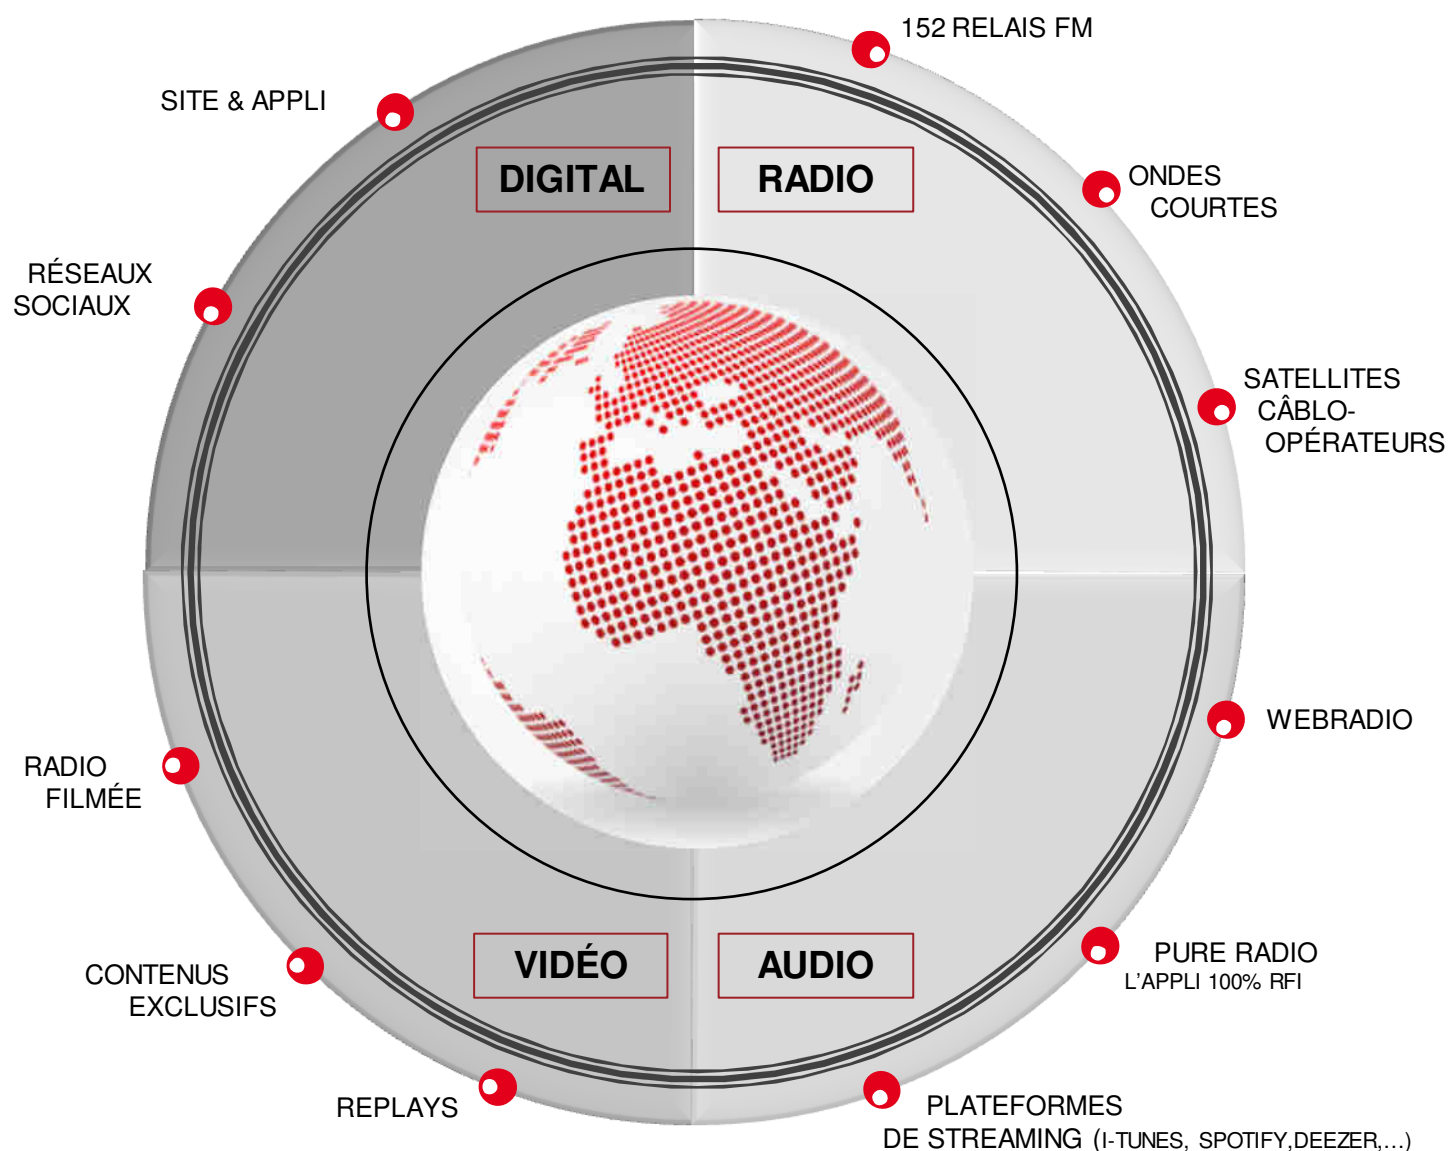 152 RELAIS FM
SITE & APPLI
DIGITAL
RADIO
ONDES
COURTES
RÉSEAUX
SOCIAUX
SATELLITES
CÂBLO-
OPÉRATEURS
WEBRADIO
RADIO
FILMÉE
VIDÉO
AUDIO
PURE RADIO
L'APPLI 100% RFI
CONTENUS
EXCLUSIFS
REPLAYS
PLATEFORMES
DE STREAMING (I-TUNES, SPOTIFY,DEEZER,...)